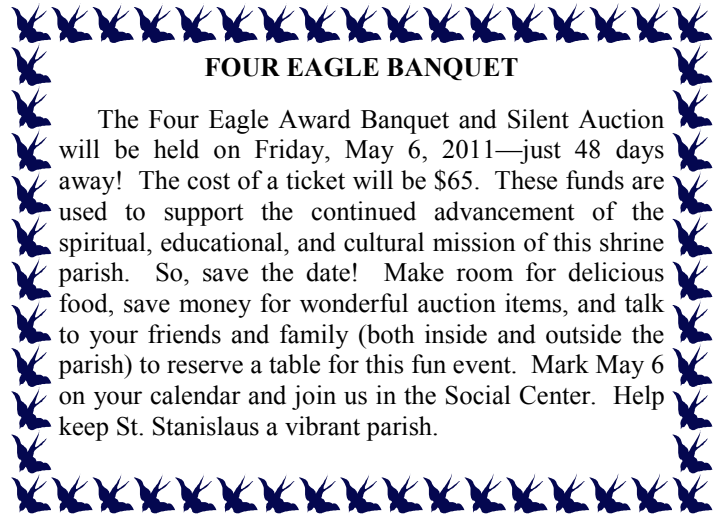 FOUR EAGLE BANQUET
The Four Eagle Award Banquet and Silent Auction
will be held on Friday, May 6, 2011—just 48 days
away! The cost of a ticket will be $65. These funds are
used to support the continued advancement of the
spiritual, educational, and cultural mission of this shrine
parish. So, save the date! Make room for delicious
food, save money for wonderful auction items, and talk
to your friends and family (both inside and outside the
parish) to reserve a table for this fun event. Mark May 6
on your calendar and join us in the Social Center. Help
keep St. Stanislaus a vibrant parish.